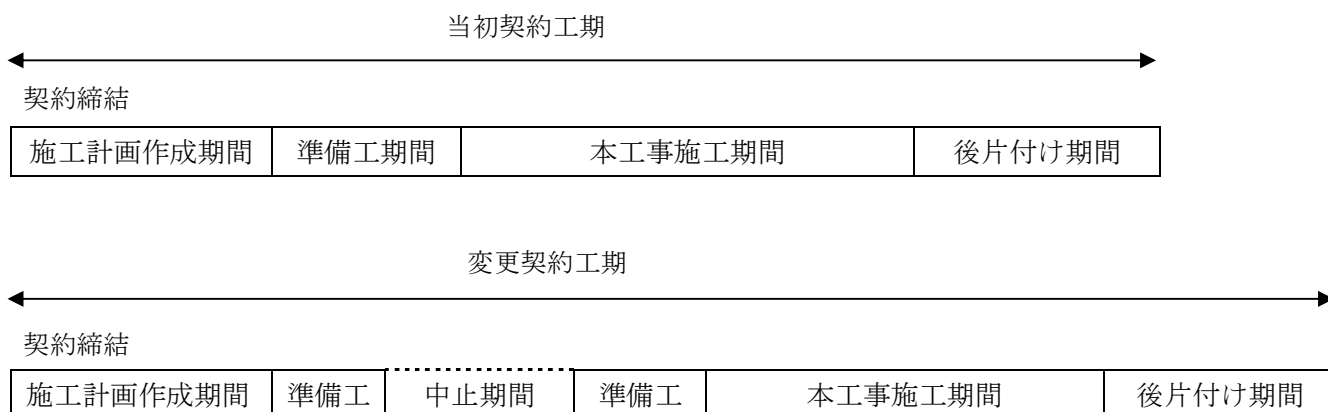 当初契約工期
契約締結
施工計画作成期間 準備工期間 本工事施工期間 後片付け期間
変更契約工期
契約締結
施工計画作成期間 準備工 中止期間 準備工 本工事施工期間 後片付け期間